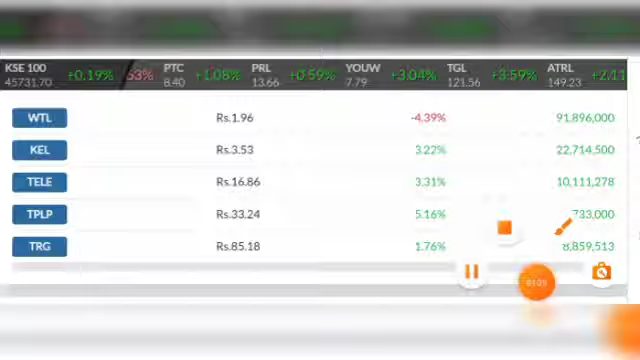 KSE 100 45731.70 +0.19% 53% PTC 8.40 +1.08% PRL 13.66 +0.59% YOUW 7.79 +3.04% TGL 121.56 +3.59% ATRL 149.23 +2.11
WTL Rs.1.96 -4.39% 91,896,000
KEL Rs.3.53 3.22% 22,714,500
TELE Rs.16.86 3.31% 10,111,278
TPLP Rs.33.24 5.16% 733,000
TRG Rs.85.18 1.76% 8,859,513